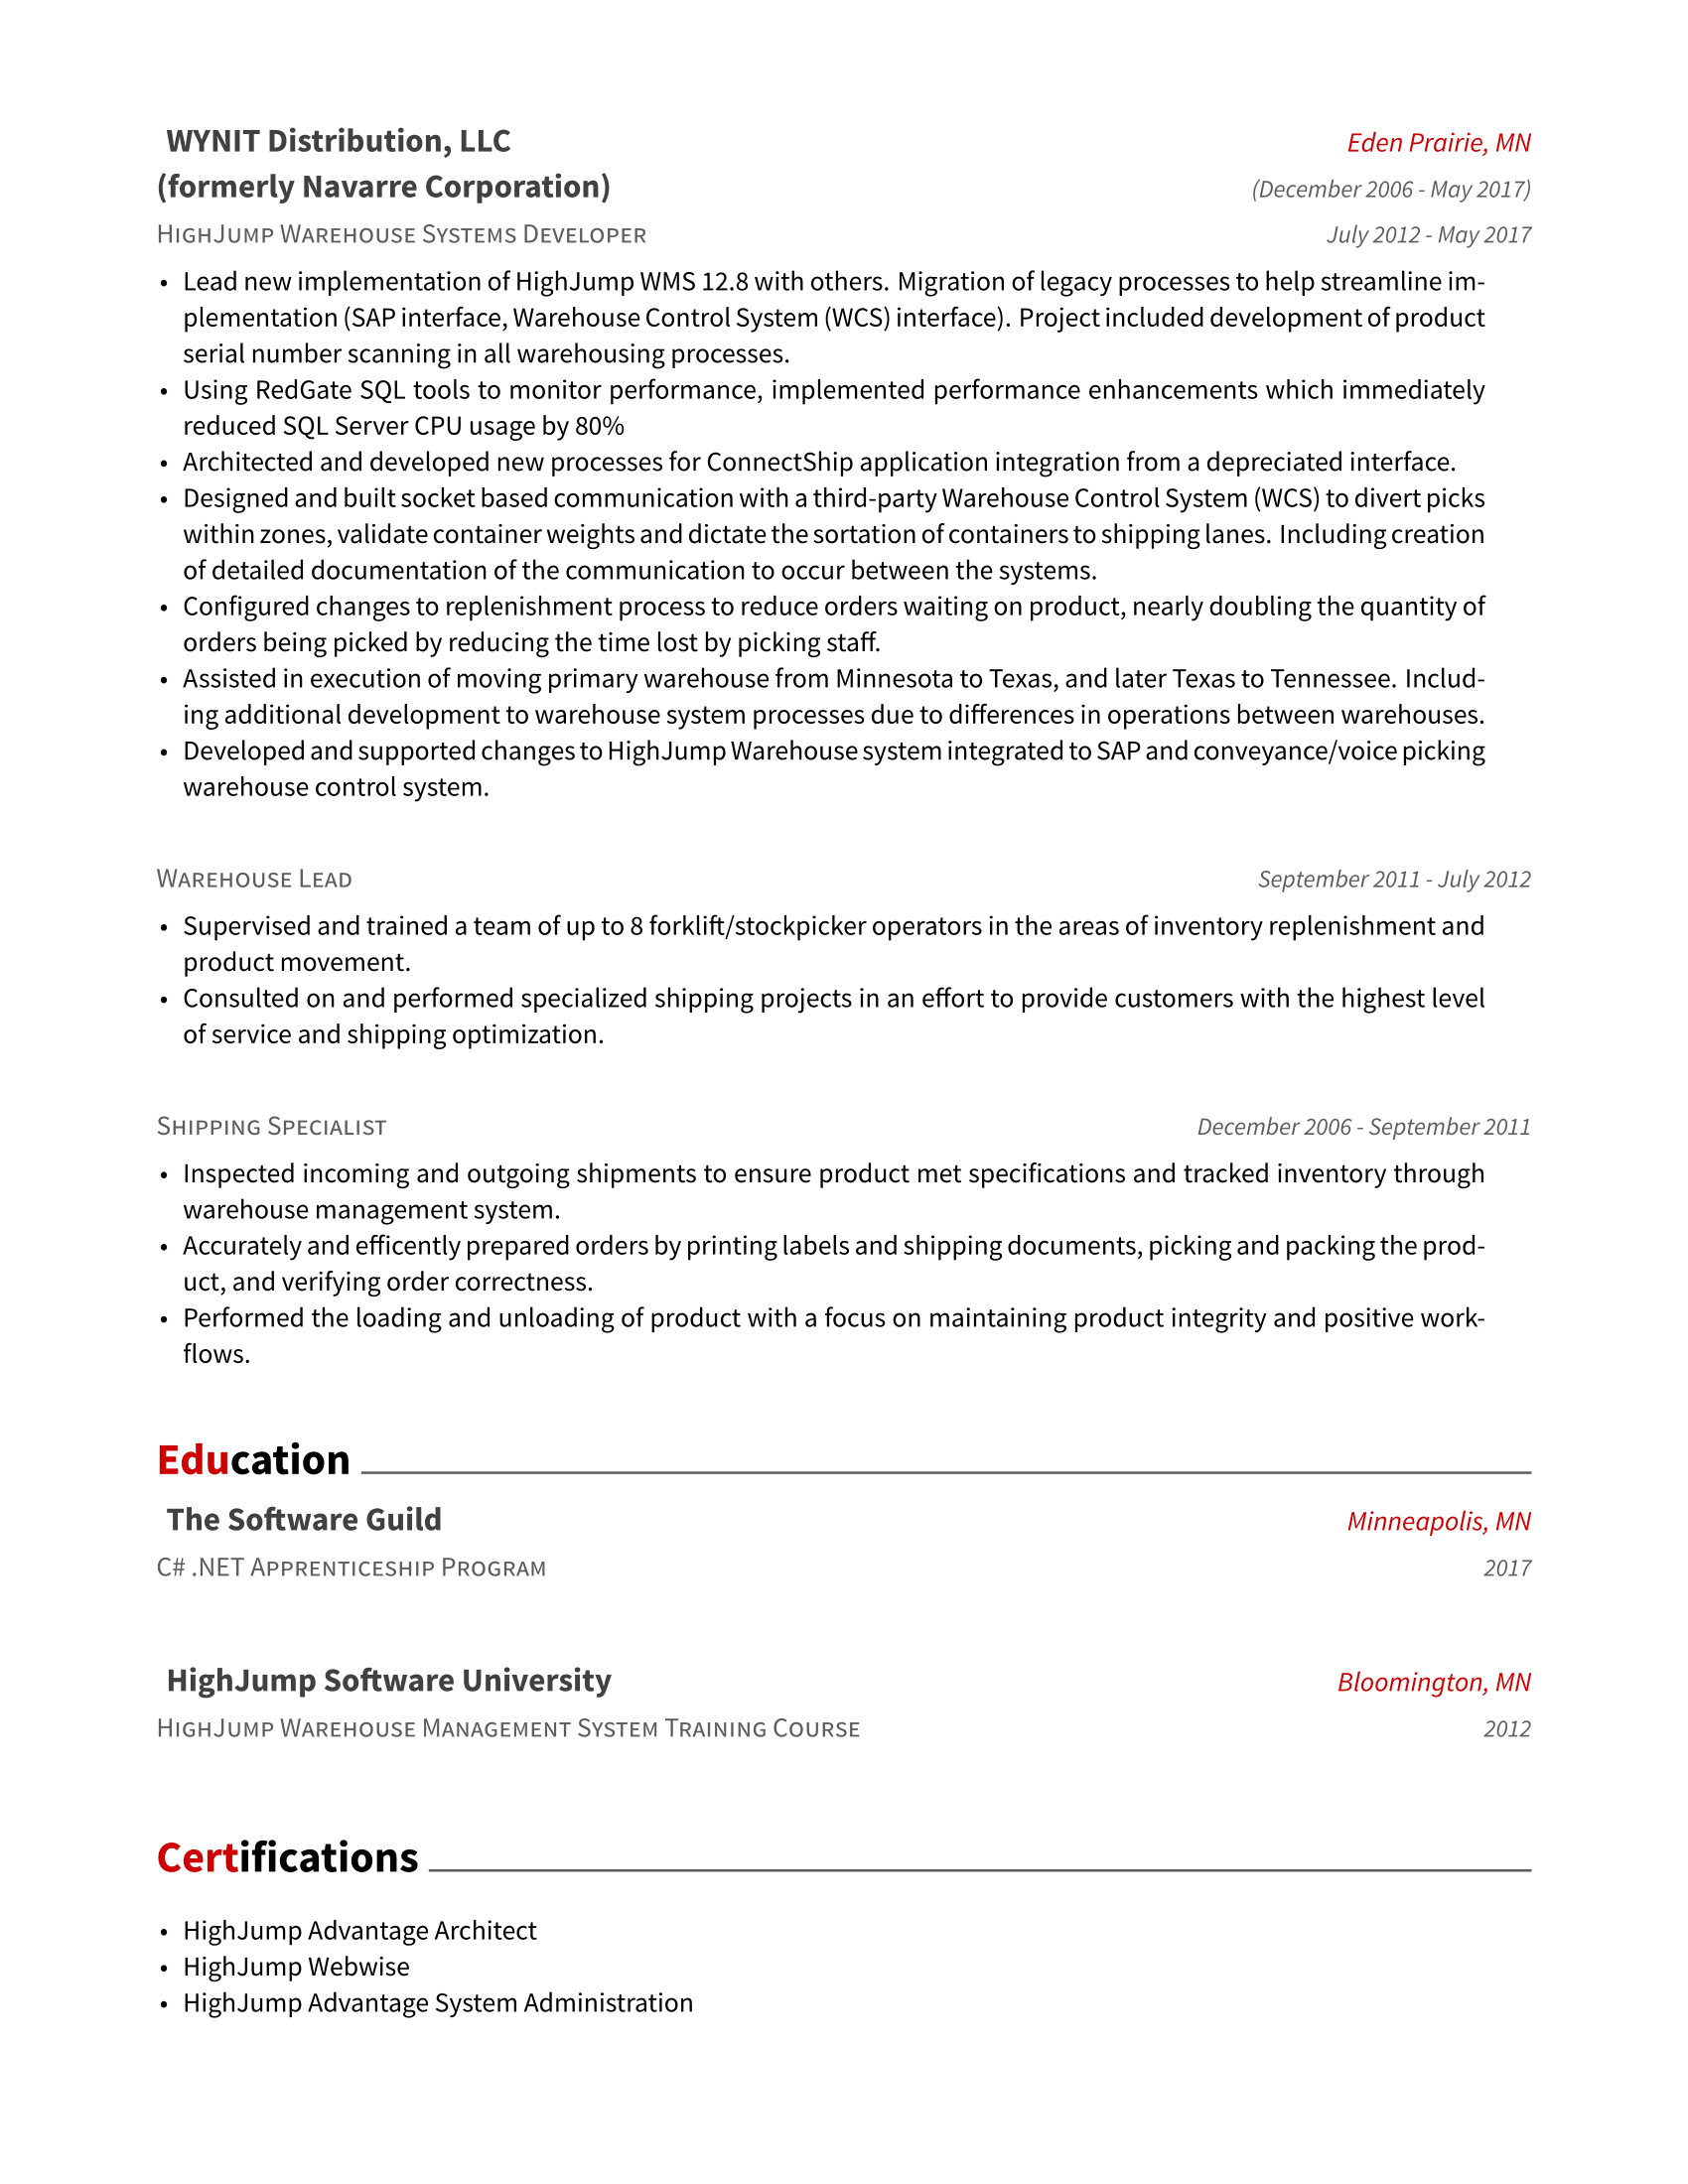 WYNIT Distribution, LLC Eden Prairie, MN
(formerly Navarre Corporation) (December 2006 - May 2017)
HighJump Warehouse Systems Developer July 2012 - May 2017
• Lead new implementation of HighJump WMS 12.8 with others. Migration of legacy processes to help streamline im-
plementation (SAP interface, Warehouse Control System (WCS) interface). Project included development of product
serial number scanning in all warehousing processes.
• Using RedGate SQL tools to monitor performance, implemented performance enhancements which immediately
reduced SQL Server CPU usage by 80%
• Architected and developed new processes for ConnectShip application integration from a depreciated interface.
• Designed and built socket based communication with a third-party Warehouse Control System (WCS) to divert picks
within zones, validate container weights and dictate the sortation of containers to shipping lanes. Including creation
of detailed documentation of the communication to occur between the systems.
• Configured changes to replenishment process to reduce orders waiting on product, nearly doubling the quantity of
orders being picked by reducing the time lost by picking staff.
• Assisted in execution of moving primary warehouse from Minnesota to Texas, and later Texas to Tennessee. Includ-
ing additional development to warehouse system processes due to differences in operations between warehouses.
• Developed and supported changes to HighJump Warehouse system integrated to SAP and conveyance/voice picking
warehouse control system.
Warehouse Lead September 2011 - July 2012
• Supervised and trained a team of up to 8 forklift/stockpicker operators in the areas of inventory replenishment and
product movement.
• Consulted on and performed specialized shipping projects in an effort to provide customers with the highest level
of service and shipping optimization.
Shipping Specialist December 2006 - September 2011
• Inspected incoming and outgoing shipments to ensure product met specifications and tracked inventory through
warehouse management system.
• Accurately and efficently prepared orders by printing labels and shipping documents, picking and packing the prod-
uct, and verifying order correctness.
• Performed the loading and unloading of product with a focus on maintaining product integrity and positive work-
flows.
Education
The Software Guild Minneapolis, MN
C# .NET Apprenticeship Program 2017
HighJump Software University Bloomington, MN
HighJump Warehouse Management System Training Course 2012
Certifications
• HighJump Advantage Architect
• HighJump Webwise
• HighJump Advantage System Administration